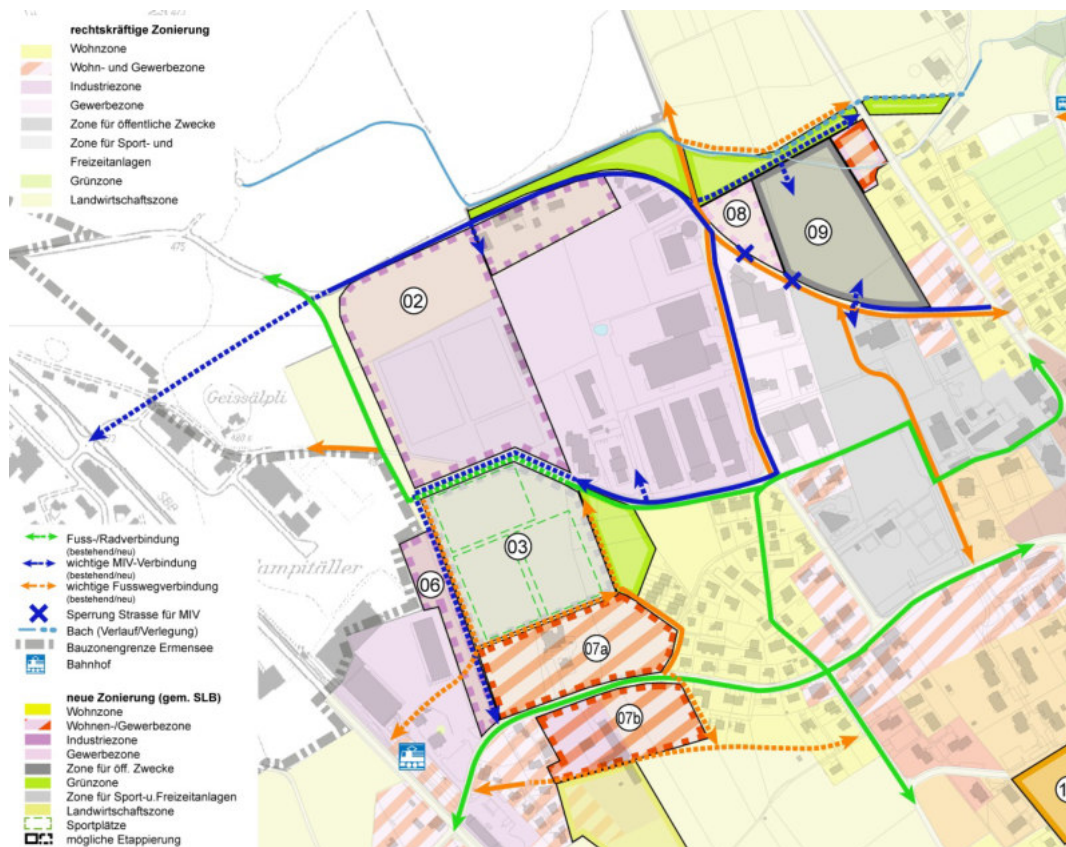 rechtskräftige Zonierung
Wohnzone
Wohn- und Gewerbezone
Industriezone
Gewerbezone
Zone für öffentliche Zwecke
Zone für Sport- und
Freizeitanlagen
Grünzone
Landwirtschaftszone
475
02
08
09
Geissälpli
03
06
07a
07b
Fuss-/Radverbindung
(bestehend/neu)
wichtige MIV-Verbindung
(bestehend/neu)
wichtige Fusswegverbindung
(bestehend/neu)
Sperrung Strasse für MIV
Bach (Verlauf/Verlegung)
Bauzonengrenze Ermensee
Bahnhof
neue Zonierung (gem. SLB)
Wohnzone
Wohnen-/Gewerbezone
Industriezone
Gewerbezone
Zone für öff. Zwecke
Grünzone
Zone für Sport-u.Freizeitanlagen
Landwirtschaftszone
Sportplätze
mögliche Etappierung